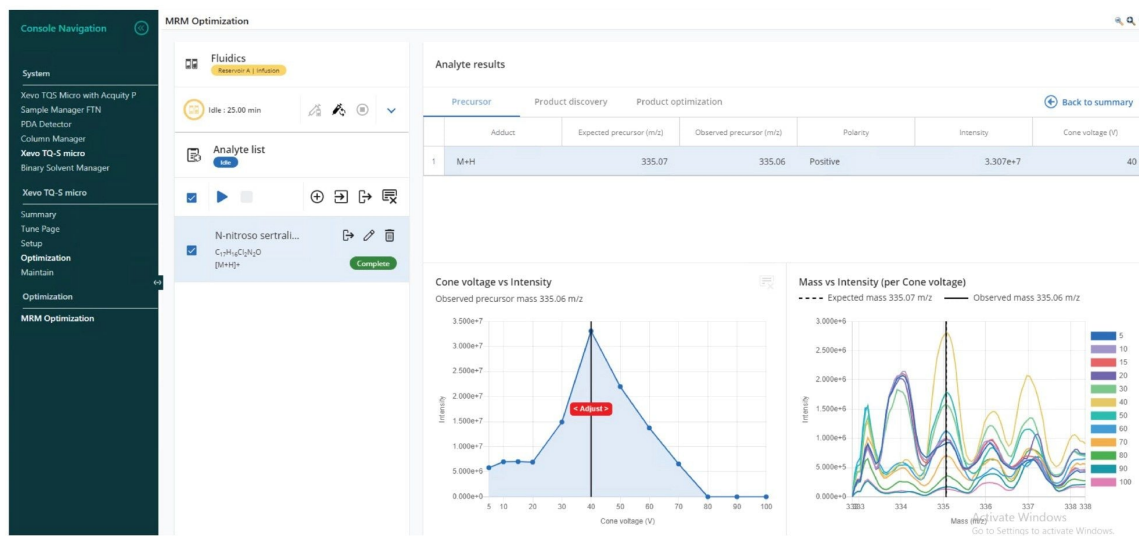 Console Navigation
System
Xevo TQS Micro with Acquity P
Sample Manager FTN
PDA Detector
Column Manager
Xevo TQ-S micro
Binary Solvent Manager
Xevo TQ-S micro
Summary
Tune Page
Setup
Optimization
Maintain
Optimization
MRM Optimization
MRM Optimization
Fluidics
Reservoir A | Infusion
Idle : 25.00 min
Analyte list
Idle
N-nitroso sertrali...
C₁₇H₁₆Cl₂N₂O
[M+H]+
Complete
Analyte results
Precursor Product discovery Product optimization Back to summary
Adduct Expected precursor (m/z) Observed precursor (m/z) Polarity Intensity Cone voltage (V)
1 M+H 335.07 335.06 Positive 3.307e+7 40
Cone voltage vs Intensity
Observed precursor mass 335.06 m/z
3.500e+7
3.000e+7
2.500e+7
2.000e+7
1.500e+7
1.000e+7
5.000e+6
0.000e+0
Intensity
< Adjust >
5 10 20 30 40 50 60 70 80 90 100
Cone voltage (V)
Mass vs Intensity (per Cone voltage)
Expected mass 335.07 m/z Observed mass 335.06 m/z
3.000e+6
2.500e+6
2.000e+6
1.500e+6
1.000e+6
5.000e+5
0.000e+0
Intensity
334 335 336 337 338 338
Mass (m/z)
5
10
15
20
30
40
50
60
70
80
90
100
Activate Windows
Go to Settings to activate Windows.